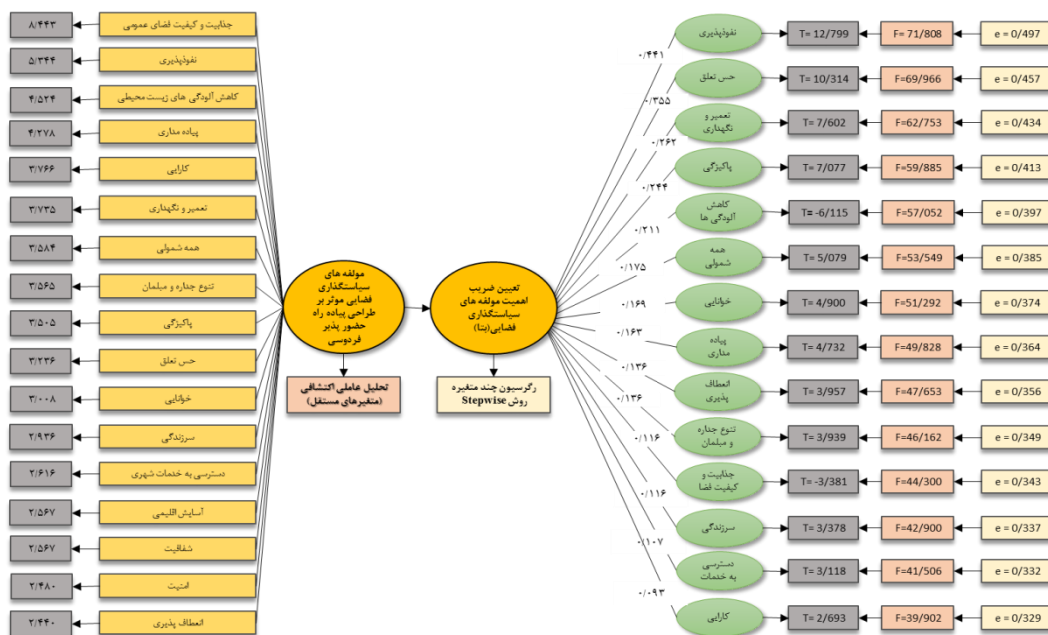 جذابیت و کیفیت فضای عمومی
۸/۴۴۳
نفوذپذیری
۵/۳۴۴
کاهش آلودگی های زیست محیطی
۴/۵۲۴
پیاده مداری
۴/۲۷۸
کارایی
۳/۷۶۶
تعمیر و نگهداری
۳/۷۳۵
همه شمولی
۳/۵۸۴
تنوع جداره و مبلمان
۳/۵۶۵
پاکیزگی
۳/۵۰۵
حس تعلق
۳/۲۳۶
خوانایی
۳/۰۰۸
سرزندگی
۲/۹۳۶
دسترسی به خدمات شهری
۲/۶۱۶
آسایش اقلیمی
۲/۵۶۷
شفافیت
۲/۵۶۷
امنیت
۲/۴۸۰
انعطاف پذیری
۲/۴۴۰
مولفه های
سیاستگذاری
فضایی موثر بر
طراحی پیاده راه
حضور پذیر
فردوسی
تحلیل عاملی اکتشافی
(متغیرهای مستقل)
تعیین ضریب
اهمیت مولفه های
سیاستگذاری
فضایی(بتا)
رگرسیون چند متغیره
روش Stepwise
۰/۴۴۱
نفوذپذیری
T= 12/799
F= 71/808
e = 0/497
۰/۳۵۵
حس تعلق
T= 10/314
F=69/966
e = 0/457
۰/۲۶۲
تعمیر و
نگهداری
T= 7/602
F=62/753
e = 0/434
۰/۲۴۴
پاکیزگی
T= 7/077
F=59/885
e = 0/413
۰/۲۱۱
کاهش
آلودگی ها
T= -6/115
F=57/052
e = 0/397
۰/۱۷۵
همه
شمولی
T= 5/079
F=53/549
e = 0/385
۰/۱۶۹
خوانایی
T= 4/900
F=51/292
e = 0/374
۰/۱۶۳
پیاده
مداری
T= 4/732
F=49/828
e = 0/364
۰/۱۳۶
انعطاف
پذیری
T= 3/957
F=47/653
e = 0/356
۰/۱۳۶
تنوع جداره
و مبلمان
T= 3/939
F=46/162
e = 0/349
۰/۱۱۶
جذابیت و
کیفیت فضا
T= -3/381
F=44/300
e = 0/343
۰/۱۱۶
سرزندگی
T= 3/378
F=42/900
e = 0/337
۰/۱۰۷
دسترسی
به خدمات
T= 3/118
F=41/506
e = 0/332
۰/۰۹۳
کارایی
T= 2/693
F=39/902
e = 0/329